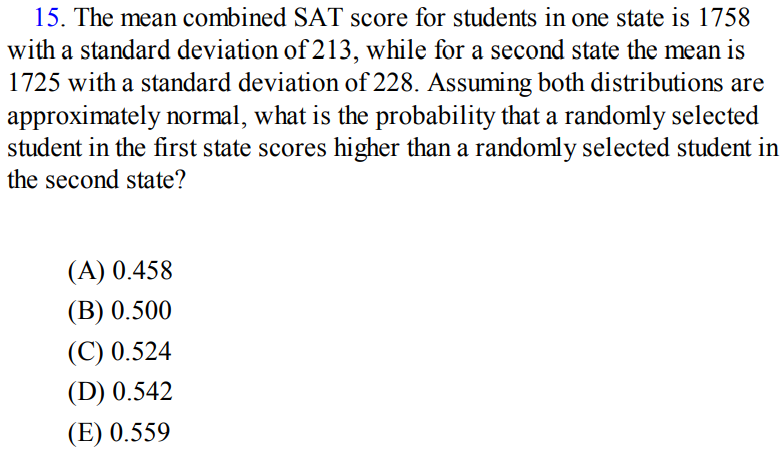 15. The mean combined SAT score for students in one state is 1758
with a standard deviation of 213, while for a second state the mean is
1725 with a standard deviation of 228. Assuming both distributions are
approximately normal, what is the probability that a randomly selected
student in the first state scores higher than a randomly selected student in
the second state?
(A) 0.458
(B) 0.500
(C) 0.524
(D) 0.542
(E) 0.559